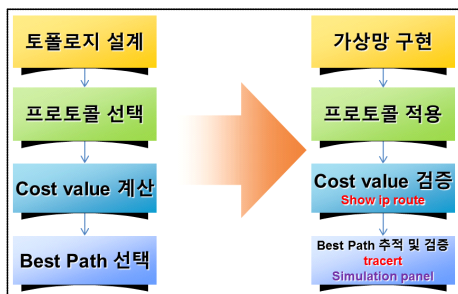 토폴로지 설계
프로토콜 선택
Cost value 계산
Best Path 선택
가상망 구현
프로토콜 적용
Cost value 검증
Show ip route
Best Path 추적 및 검증
tracert
Simulation panel